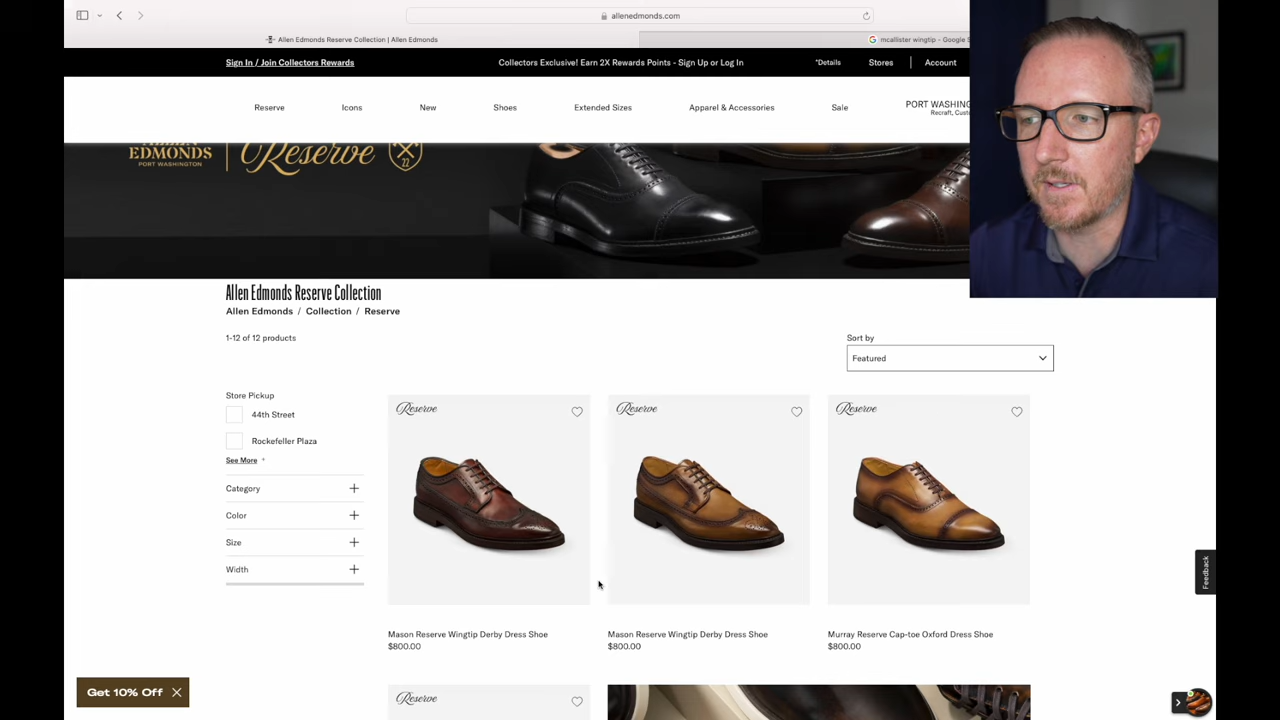 allenedmonds.com
Allen Edmonds Reserve Collection | Allen Edmonds
mcallister wingtip - Google S
Sign In / Join Collectors Rewards
Collectors Exclusive! Earn 2X Rewards Points - Sign Up or Log In
*Details
Stores
Account
Reserve
Icons
New
Shoes
Extended Sizes
Apparel & Accessories
Sale
PORT WASHING
Recraft, Custo
EDMONDS
PORT WASHINGTON
Reserve
22
Allen Edmonds Reserve Collection
Allen Edmonds / Collection / Reserve
1-12 of 12 products
Sort by
Featured
Store Pickup
44th Street
Rockefeller Plaza
See More +
Category
Color
Size
Width
Reserve
Reserve
Reserve
Mason Reserve Wingtip Derby Dress Shoe
$800.00
Mason Reserve Wingtip Derby Dress Shoe
$800.00
Murray Reserve Cap-toe Oxford Dress Shoe
$800.00
Reserve
Feedback
Get 10% Off